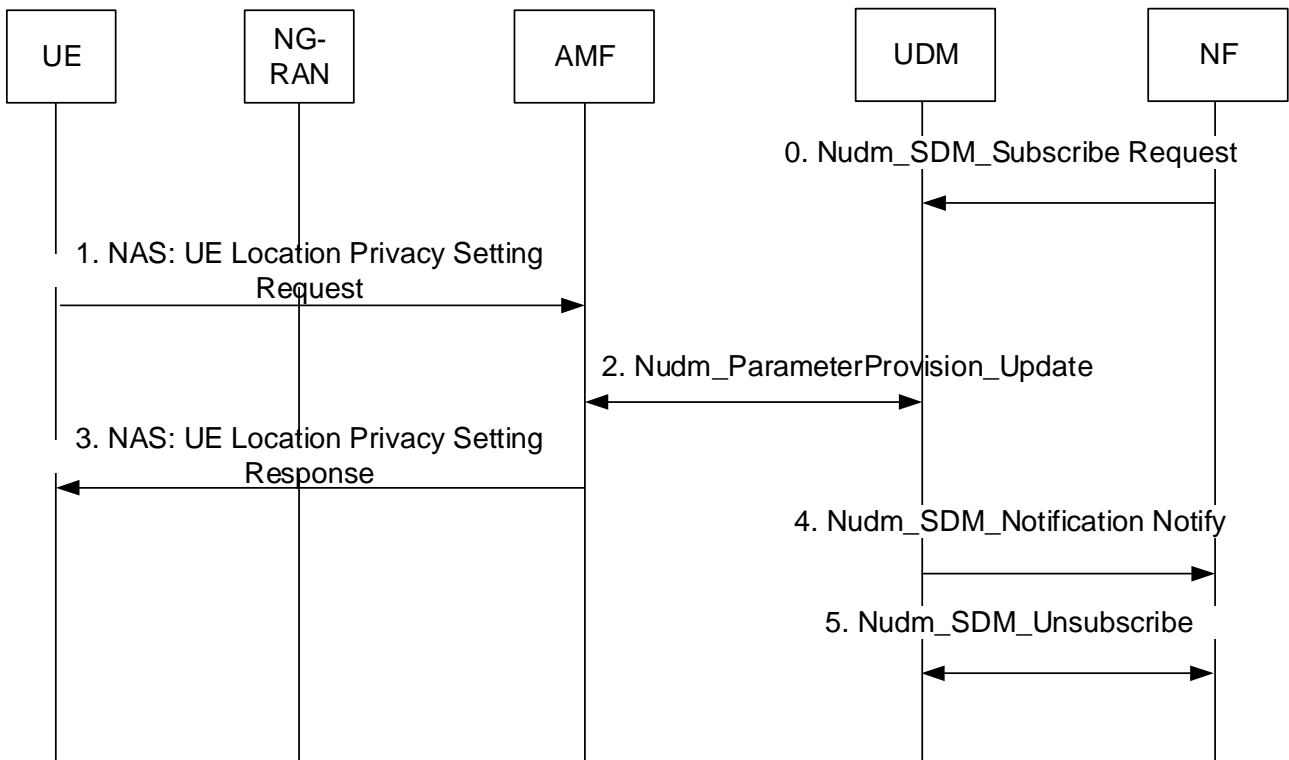 UE
NG-
RAN
AMF
UDM
NF
0. Nudm_SDM_Subscribe Request
1. NAS: UE Location Privacy Setting
Request
2. Nudm_ParameterProvision_Update
3. NAS: UE Location Privacy Setting
Response
4. Nudm_SDM_Notification Notify
5. Nudm_SDM_Unsubscribe